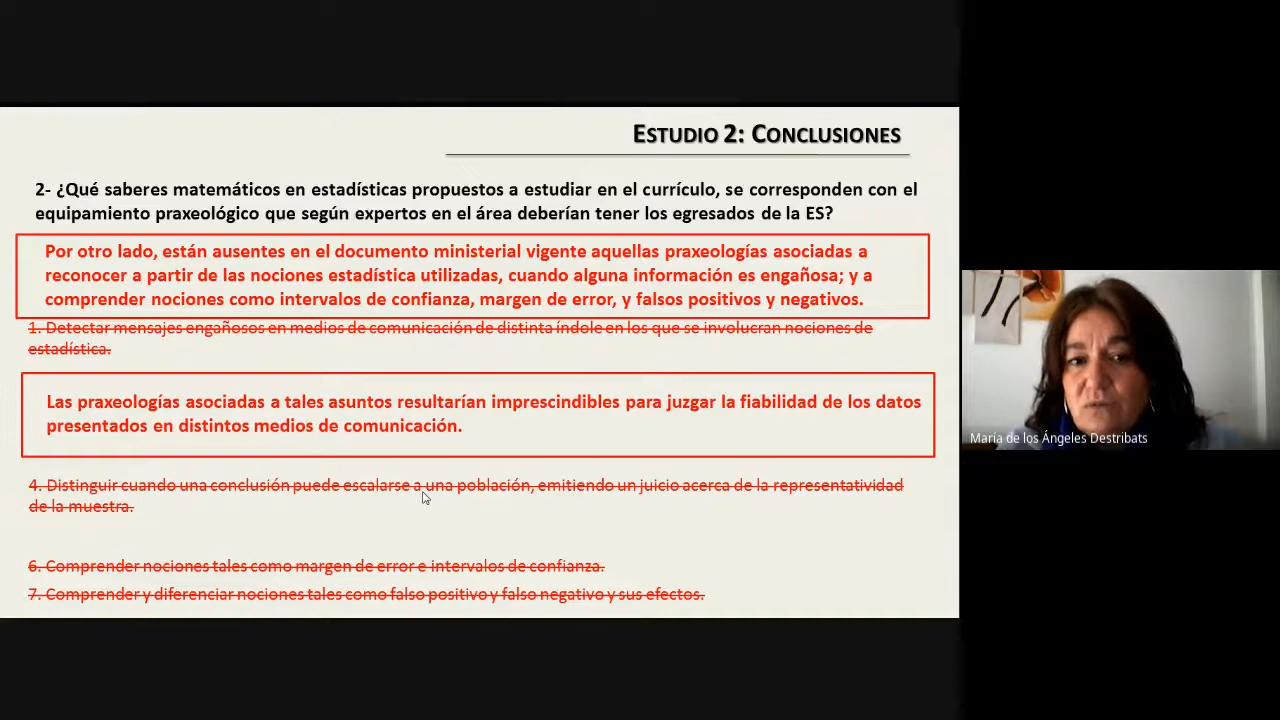 ESTUDIO 2: CONCLUSIONES
2- ¿Qué saberes matemáticos en estadísticas propuestos a estudiar en el currículo, se corresponden con el
equipamiento praxeológico que según expertos en el área deberían tener los egresados de la ES?
Por otro lado, están ausentes en el documento ministerial vigente aquellas praxeologías asociadas a
reconocer a partir de las nociones estadística utilizadas, cuando alguna información es engañosa; y a
comprender nociones como intervalos de confianza, margen de error, y falsos positivos y negativos.
1. Detectar mensajes engañosos en medios de comunicación de distinta índole en los que se involucran nociones de
estadística.
Las praxeologías asociadas a tales asuntos resultarían imprescindibles para juzgar la fiabilidad de los datos
presentados en distintos medios de comunicación.
4. Distinguir cuando una conclusión puede escalarse a una población, emitiendo un juicio acerca de la representatividad
de la muestra.
6. Comprender nociones tales como margen de error e intervalos de confianza.
7. Comprender y diferenciar nociones tales como falso positivo y falso negativo y sus efectos.
María de los Ángeles Destribats